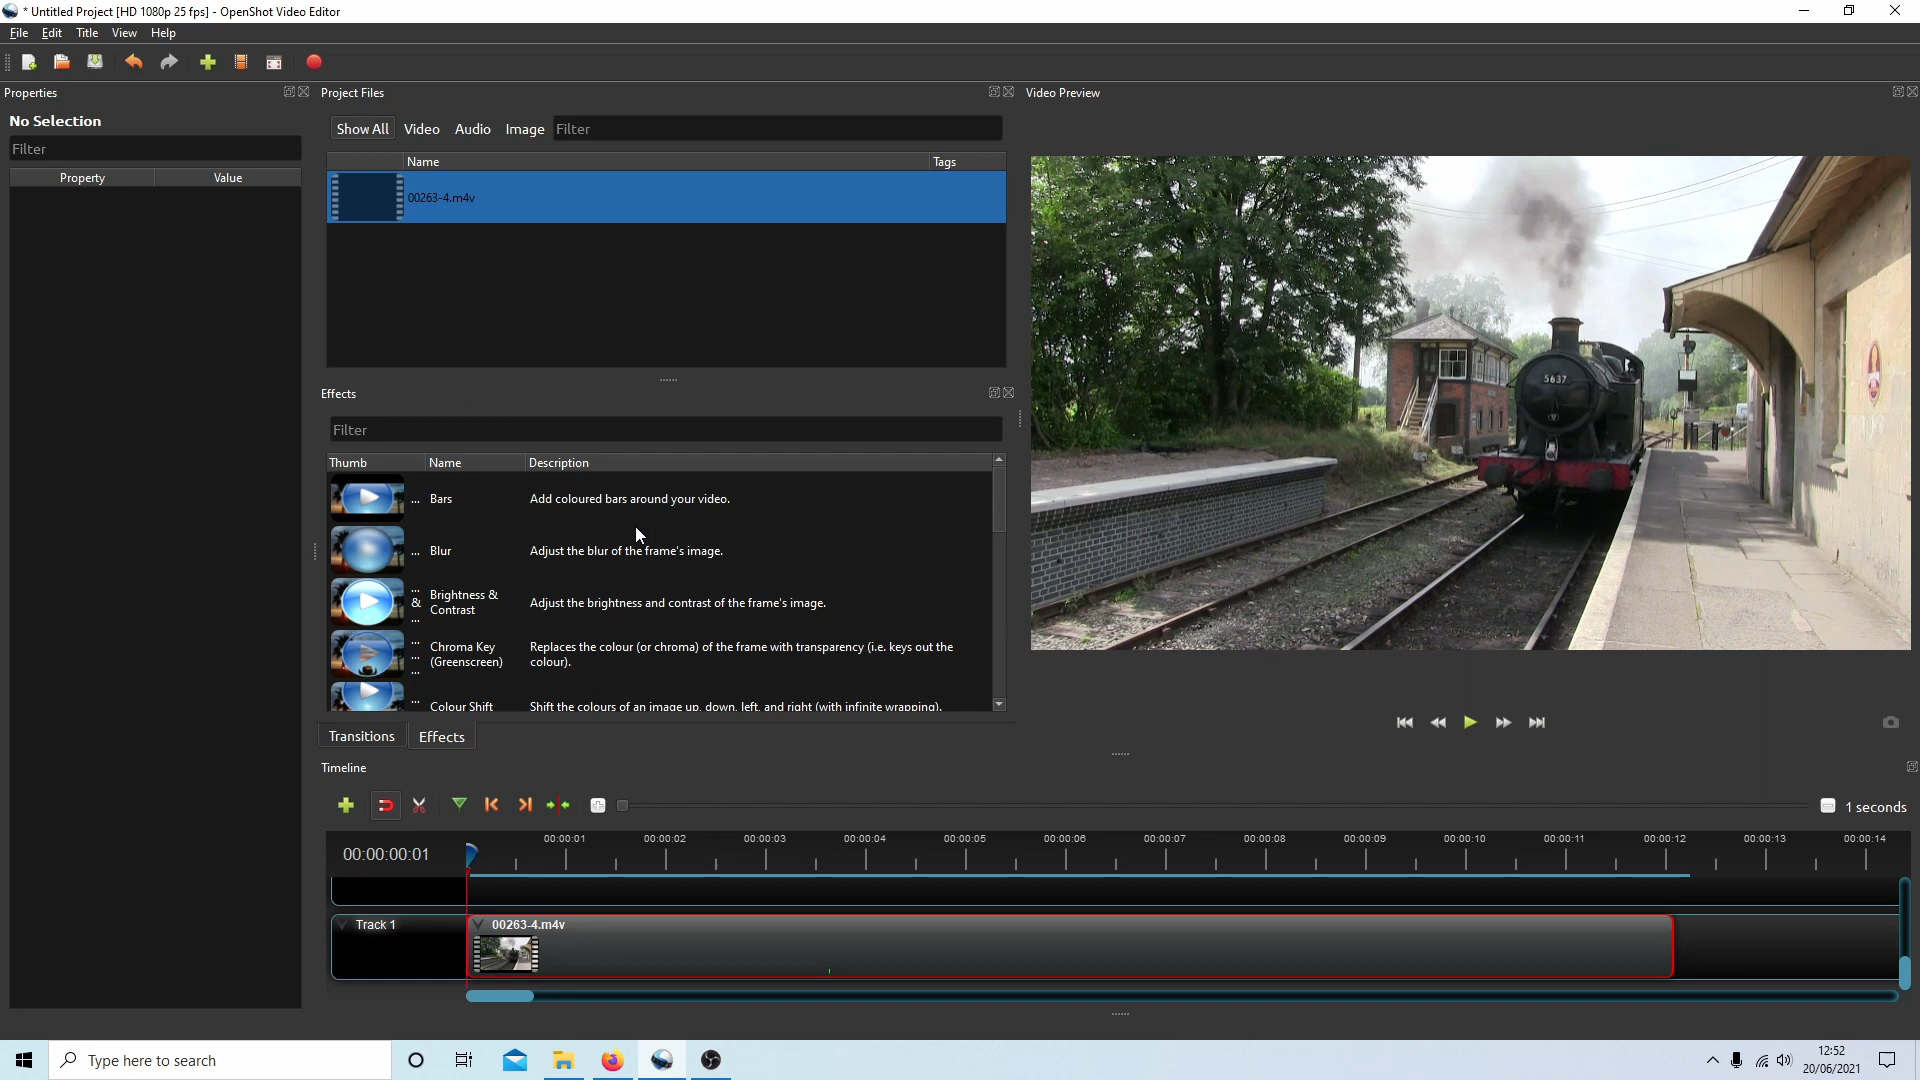 * Untitled Project [HD 1080p 25 fps] - OpenShot Video Editor
File Edit Title View Help
Properties
Project Files
Video Preview
No Selection
Filter
Property Value
Show All Video Audio Image Filter
Name Tags
00263-4.m4v
5637
Effects
Filter
Thumb Name Description
... Bars Add coloured bars around your video.
... Blur Adjust the blur of the frame's image.
...
& Brightness &
Contrast Adjust the brightness and contrast of the frame's image.
...
...
... Chroma Key
(Greenscreen) Replaces the colour (or chroma) of the frame with transparency (i.e. keys out the
colour).
...
... Colour Shift Shift the colours of an image up, down, left, and right (with infinite wrapping).
Transitions Effects
Timeline
1 seconds
00:00:00:01
00:00:01 00:00:02 00:00:03 00:00:04 00:00:05 00:00:06 00:00:07 00:00:08 00:00:09 00:00:10 00:00:11 00:00:12 00:00:13 00:00:14
Track 1
00263-4.m4v
Type here to search
12:52
20/06/2021